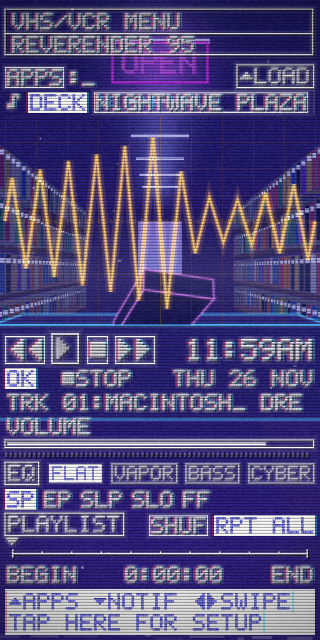 VHS/VCR MENU
REVERENDER 95
OPEN
APPS:_ ▲LOAD
♪ DECK NIGHTWAVE PLAZA
11:59AM
OK ■STOP THU 26 NOV
TRK 01:MACINTOSH_ DRE
VOLUME
EQ FLAT VAPOR BASS CYBER
SP EP SLP SLO FF
PLAYLIST SHUF RPT ALL
BEGIN 0:00:00 END
▲APPS ▼NOTIF ◀▶SWIPE
TAP HERE FOR SETUP